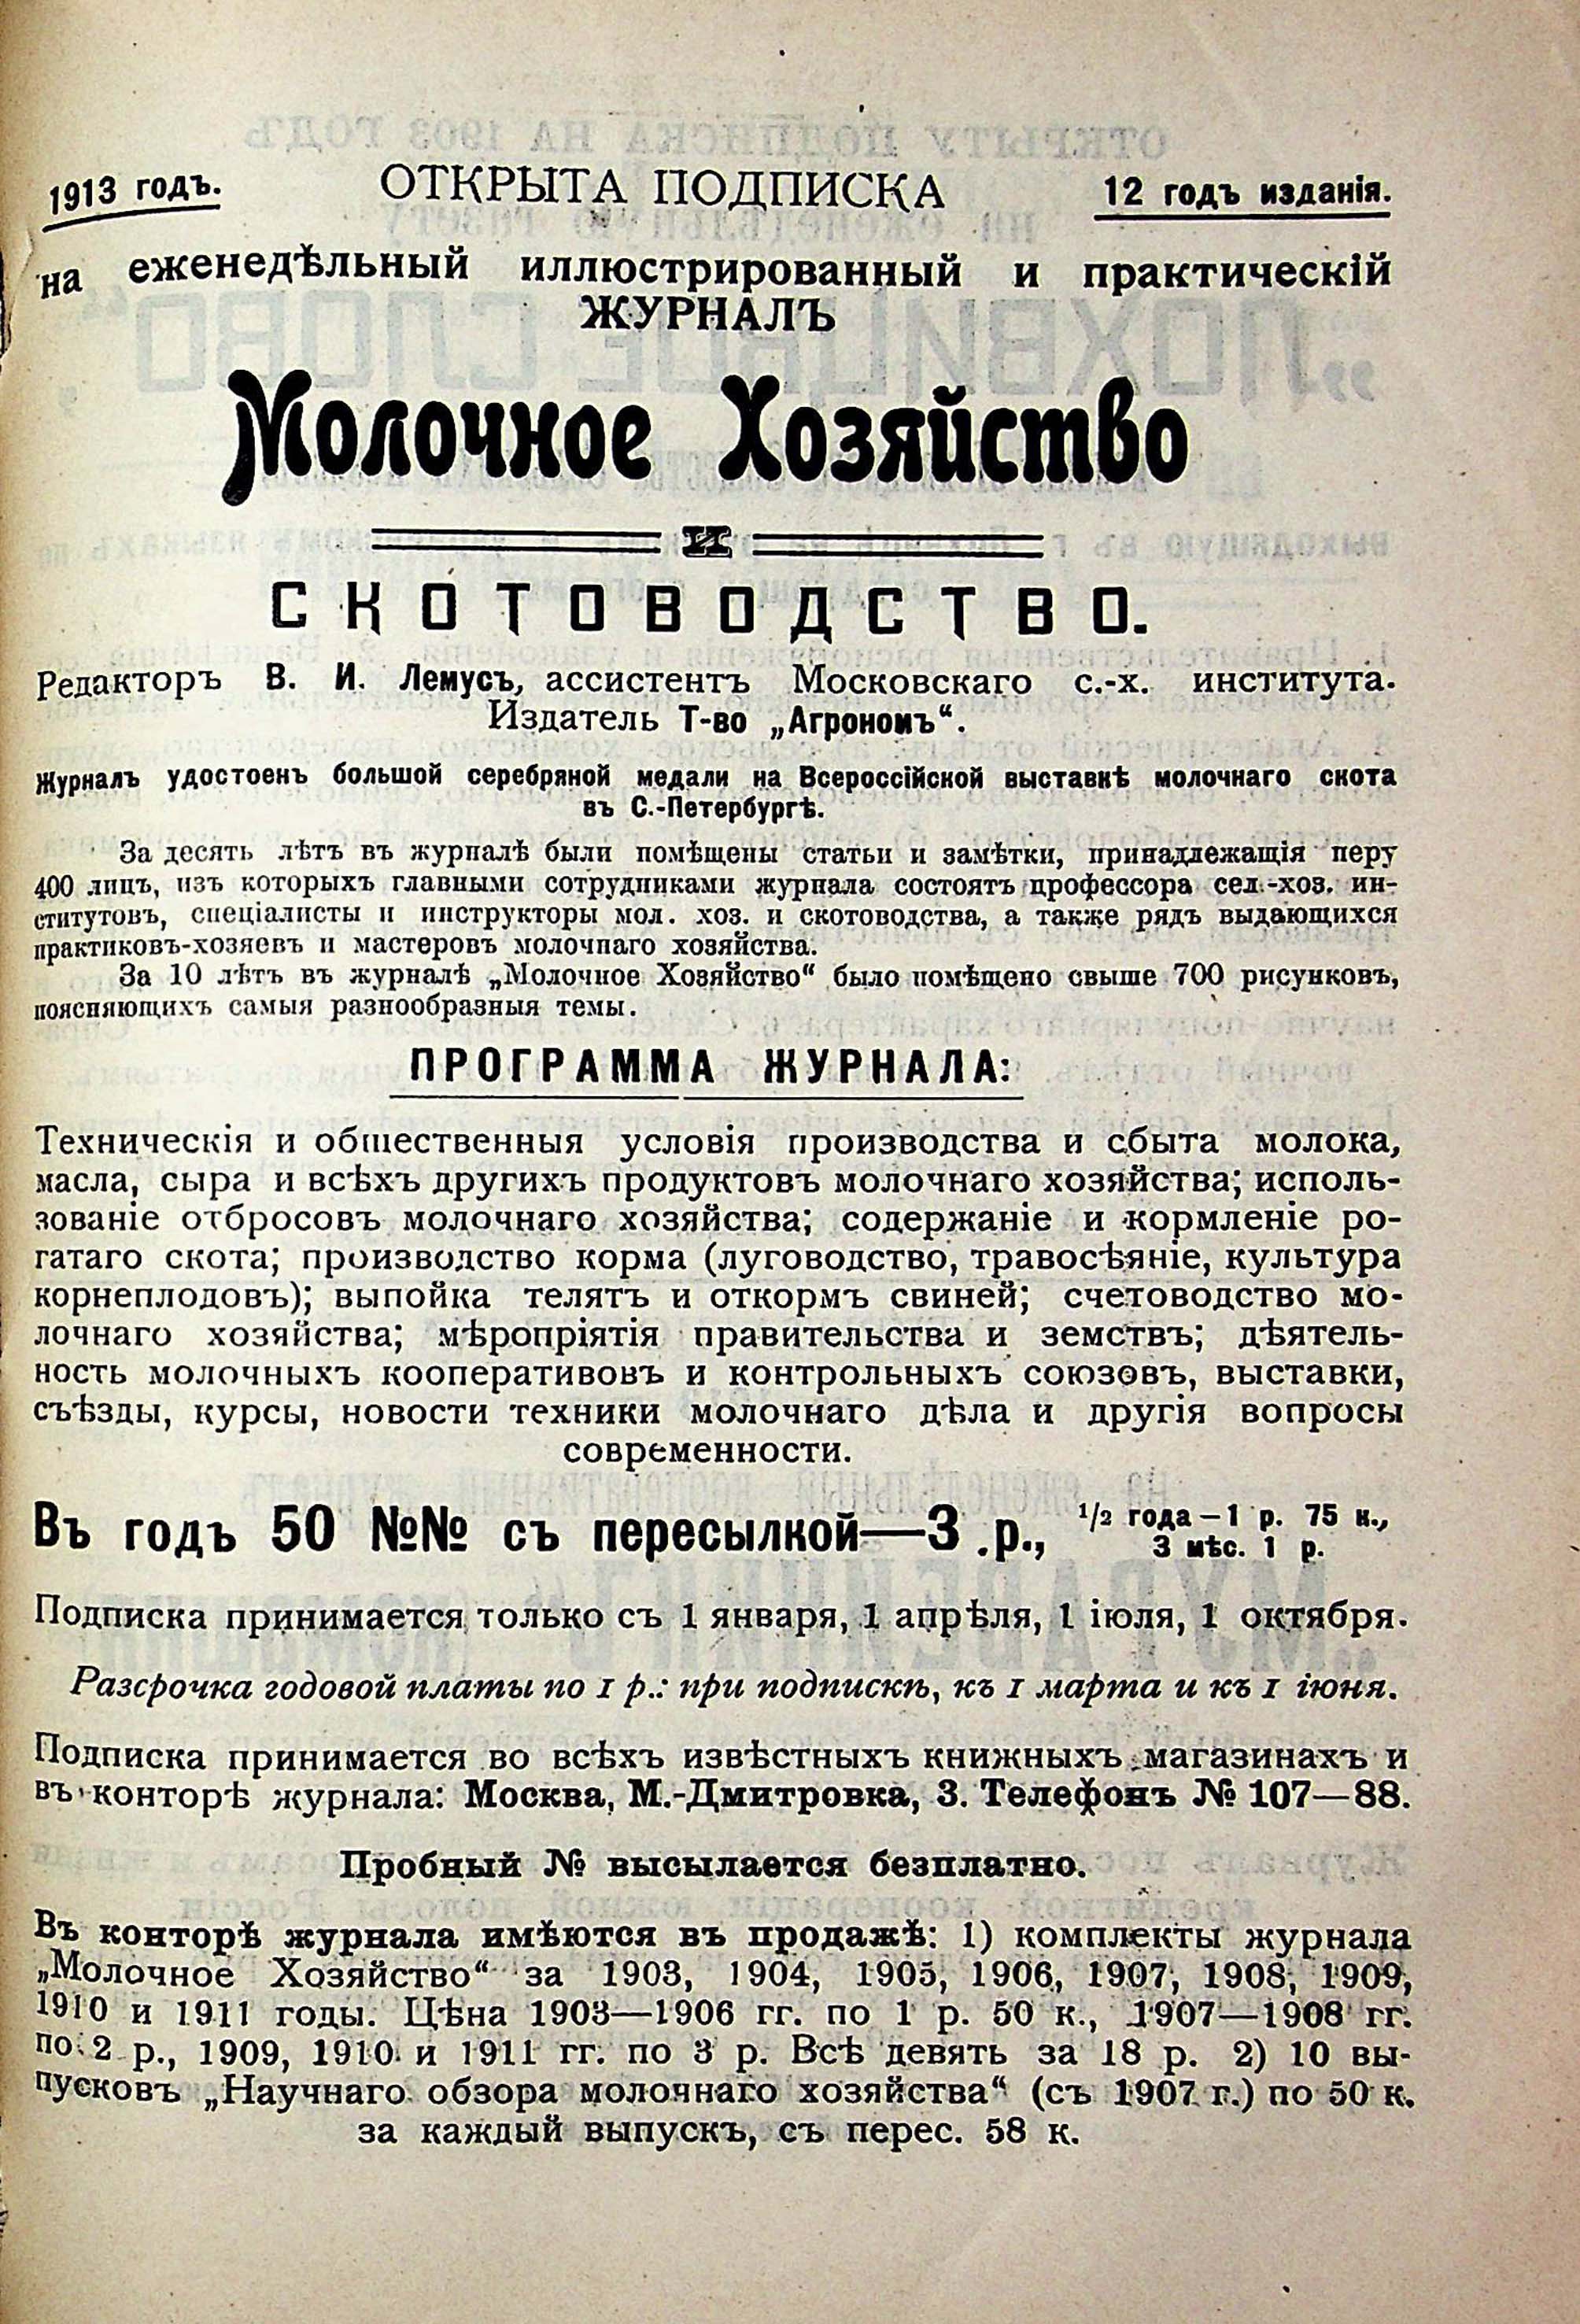 1913 годъ. ОТКРЫТА ПОДПИСКА 12 годъ изданія.
на еженедѣльный иллюстрированный и практическій
ЖУРНАЛЪ
Молочное Хозяйство
и
СКОТОВОДСТВО.
Редакторъ В. И. Лемусъ, ассистентъ Московскаго с.-х. института.
Издатель Т-во „Агрономъ“.
Журналъ удостоенъ большой серебряной медали на Всероссійской выставкѣ молочнаго скота
въ С.-Петербургѣ.
За десять лѣтъ въ журналѣ были помѣщены статьи и замѣтки, принадлежащія перу
400 лицъ, изъ которыхъ главными сотрудниками журнала состоятъ профессора сел.-хоз. ин-
ститутовъ, спеціалисты и инструкторы мол. хоз. и скотоводства, а также рядъ выдающихся
практиковъ-хозяевъ и мастеровъ молочнаго хозяйства.
За 10 лѣтъ въ журналѣ „Молочное Хозяйство“ было помѣщено свыше 700 рисунковъ,
поясняющихъ самыя разнообразныя темы.
ПРОГРАММА ЖУРНАЛА:
Техническія и общественныя условія производства и сбыта молока,
масла, сыра и всѣхъ другихъ продуктовъ молочнаго хозяйства; исполь-
зованіе отбросовъ молочнаго хозяйства; содержаніе и кормленіе ро-
гатаго скота; производство корма (луговодство, травосѣяніе, культура
корнеплодовъ); выпойка телятъ и откормъ свиней; счетоводство мо-
лочнаго хозяйства; мѣропріятія правительства и земствъ; дѣятель-
ность молочныхъ кооперативовъ и контрольныхъ союзовъ, выставки,
съѣзды, курсы, новости техники молочнаго дѣла и другія вопросы
современности.
Въ годъ 50 №№ съ пересылкой—3 р., 1/2 года—1 р. 75 к.,
3 мѣс. 1 р.
Подписка принимается только съ 1 января, 1 апрѣля, 1 іюля, 1 октября.
Разсрочка годовой платы по 1 р.: при подпискѣ, къ 1 марта и къ 1 іюня.
Подписка принимается во всѣхъ извѣстныхъ книжныхъ магазинахъ и
въ конторѣ журнала: Москва, М.-Дмитровка, 3. Телефонъ № 107—88.
Пробный № высылается безплатно.
Въ конторѣ журнала имѣются въ продажѣ: 1) комплекты журнала
„Молочное Хозяйство“ за 1903, 1904, 1905, 1906, 1907, 1908, 1909,
1910 и 1911 годы. Цѣна 1903—1906 гг. по 1 р. 50 к., 1907—1908 гг.
по 2 р., 1909, 1910 и 1911 гг. по 3 р. Всѣ девять за 18 р. 2) 10 вы-
пусковъ „Научнаго обзора молочнаго хозяйства“ (съ 1907 г.) по 50 к.
за каждый выпускъ, съ перес. 58 к.